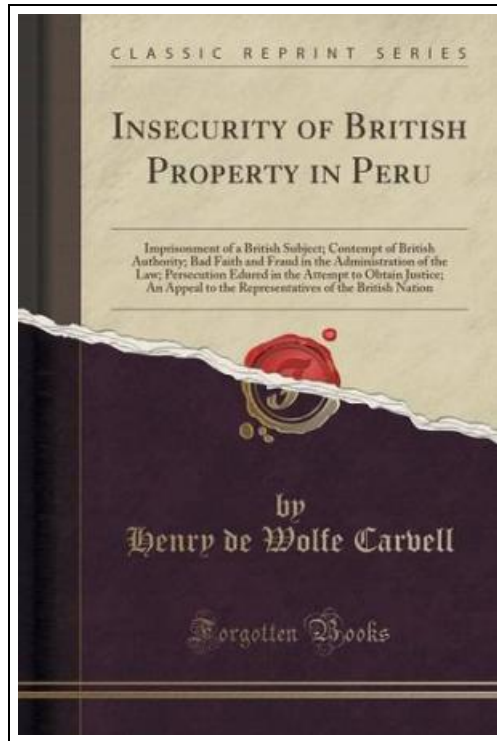 CLASSIC REPRINT SERIES
INSECURITY OF BRITISH
PROPERTY IN PERU
Imprisonment of a British Subject; Contempt of British
Authority; Bad Faith and Fraud in the Administration of the
Law; Persecution Edured in the Attempt to Obtain Justice;
An Appeal to the Representatives of the British Nation
by
Henry de Wolfe Carvell
Forgotten Books